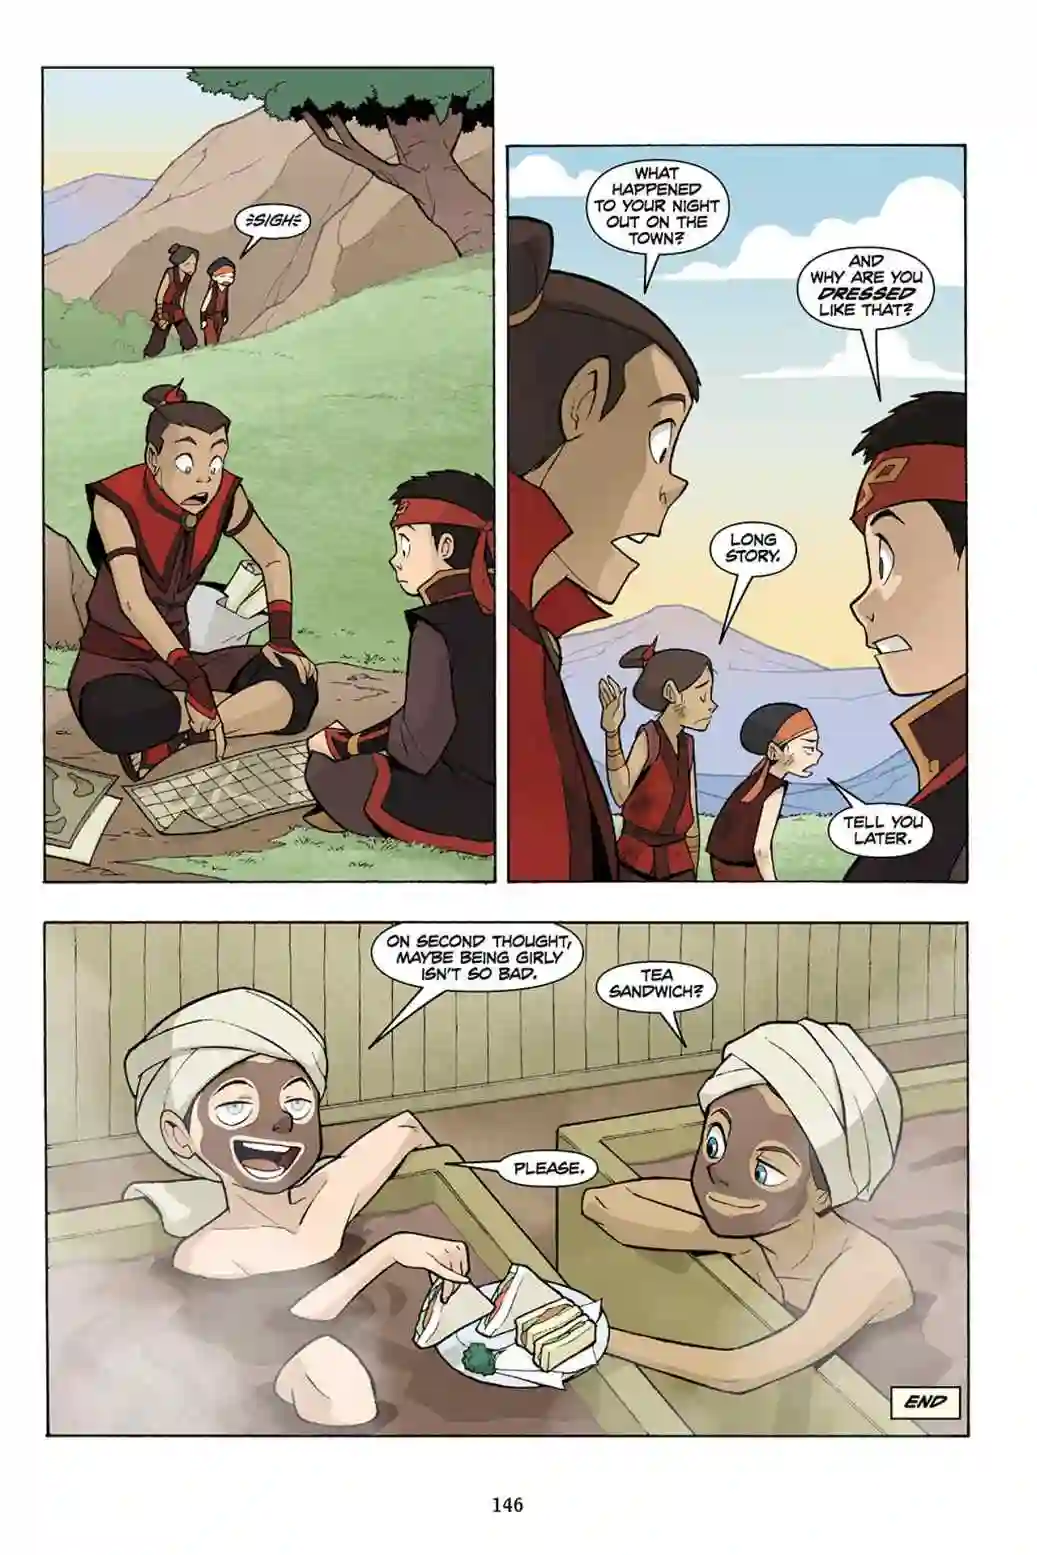 SIGH
WHAT
HAPPENED
TO YOUR NIGHT
OUT ON THE
TOWN?
AND
WHY ARE YOU
DRESSED
LIKE THAT?
LONG
STORY.
TELL YOU
LATER.
ON SECOND THOUGHT,
MAYBE BEING GIRLY
ISN'T SO BAD.
TEA
SANDWICH?
PLEASE.
END
146